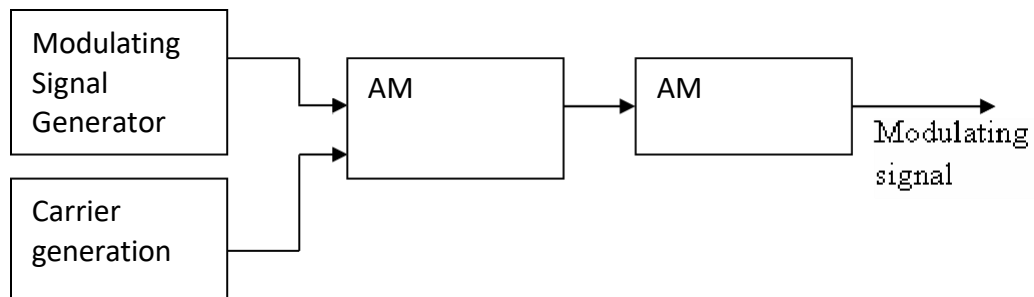 Modulating
Signal
Generator
AM
AM
Modulating
signal
Carrier
generation